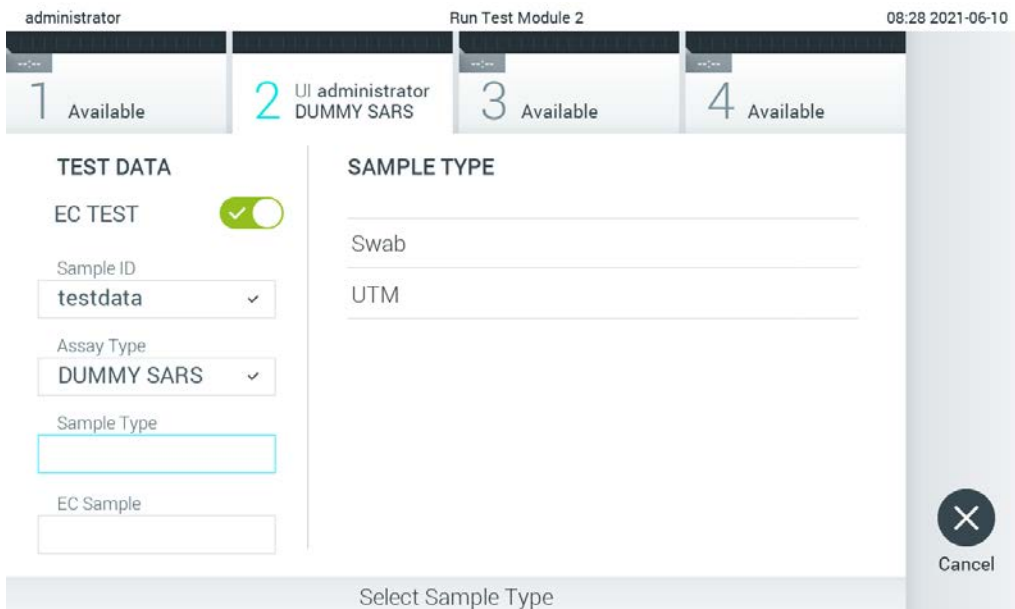 administrator
Run Test Module 2
08:28 2021-06-10
--:--
1 Available
2 UI administrator
DUMMY SARS
--:--
3 Available
--:--
4 Available
TEST DATA
EC TEST
Sample ID
testdata
Assay Type
DUMMY SARS
Sample Type
EC Sample
SAMPLE TYPE
Swab
UTM
Cancel
Select Sample Type